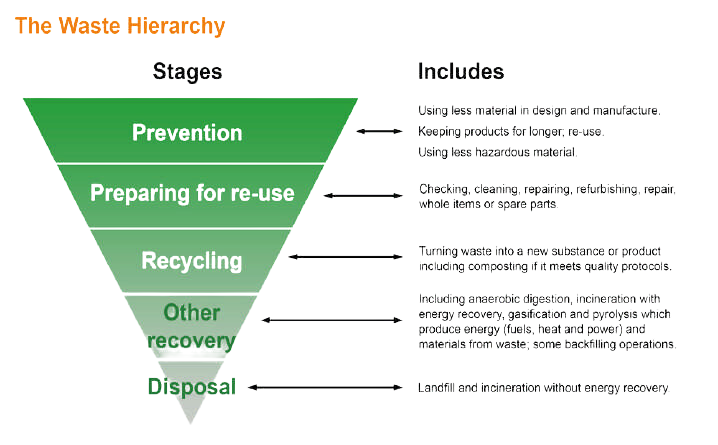 The Waste Hierarchy
Stages
Includes
Prevention
Using less material in design and manufacture.
Keeping products for longer; re-use.
Using less hazardous material.
Preparing for re-use
Checking, cleaning, repairing, refurbishing, repair,
whole items or spare parts.
Recycling
Turning waste into a new substance or product
including composting if it meets quality protocols.
Other
recovery
Including anaerobic digestion, incineration with
energy recovery, gasification and pyrolysis which
produce energy (fuels, heat and power) and
materials from waste; some backfilling operations.
Disposal
Landfill and incineration without energy recovery.